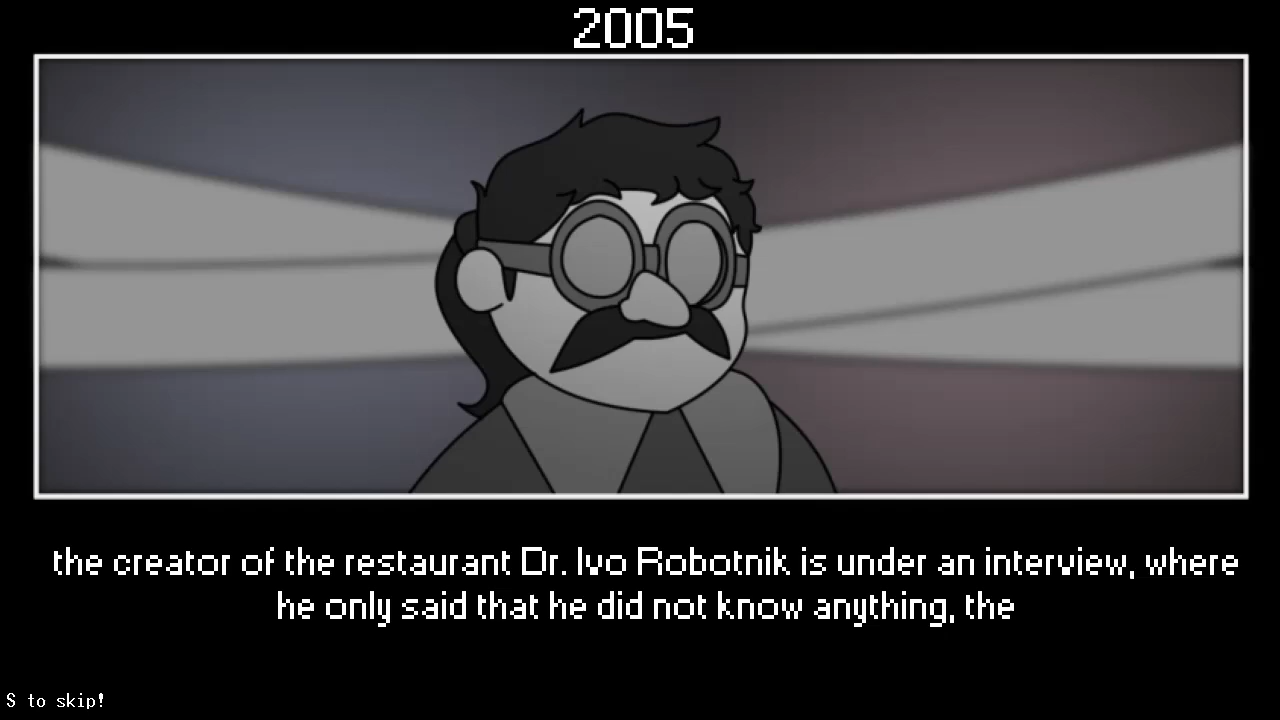 2005
the creator of the restaurant Dr. Ivo Robotnik is under an interview, where
he only said that he did not know anything, the
S to skip!